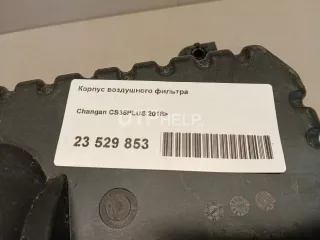 Корпус воздушного фильтра
Changan CS35PLUS 2018>
23 529 853